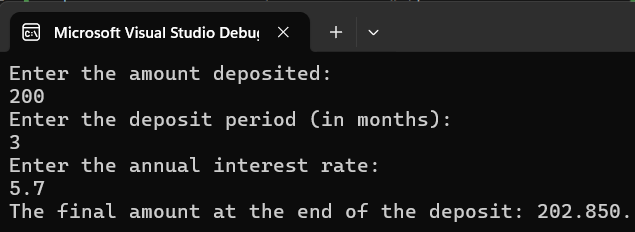 Microsoft Visual Studio Debu
Enter the amount deposited:
200
Enter the deposit period (in months):
3
Enter the annual interest rate:
5.7
The final amount at the end of the deposit: 202.850.